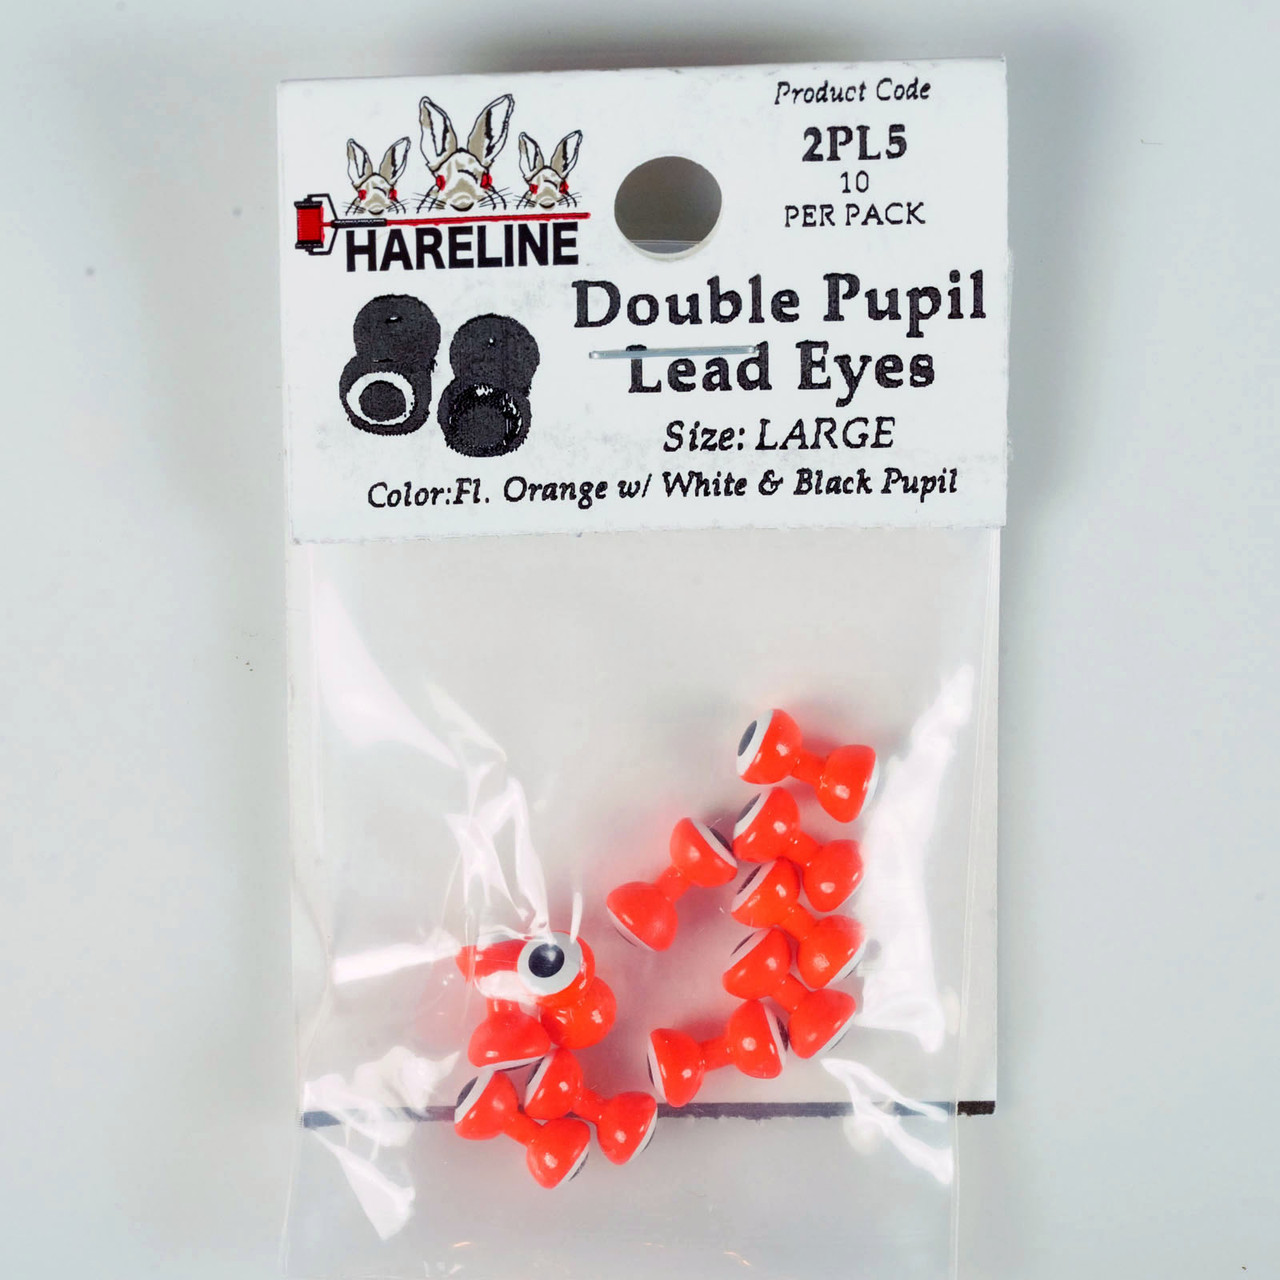 HARELINE
Product Code
2PL5
10
PER PACK
Double Pupil
Lead Eyes
Size: LARGE
Color:Fl. Orange w/ White & Black Pupil